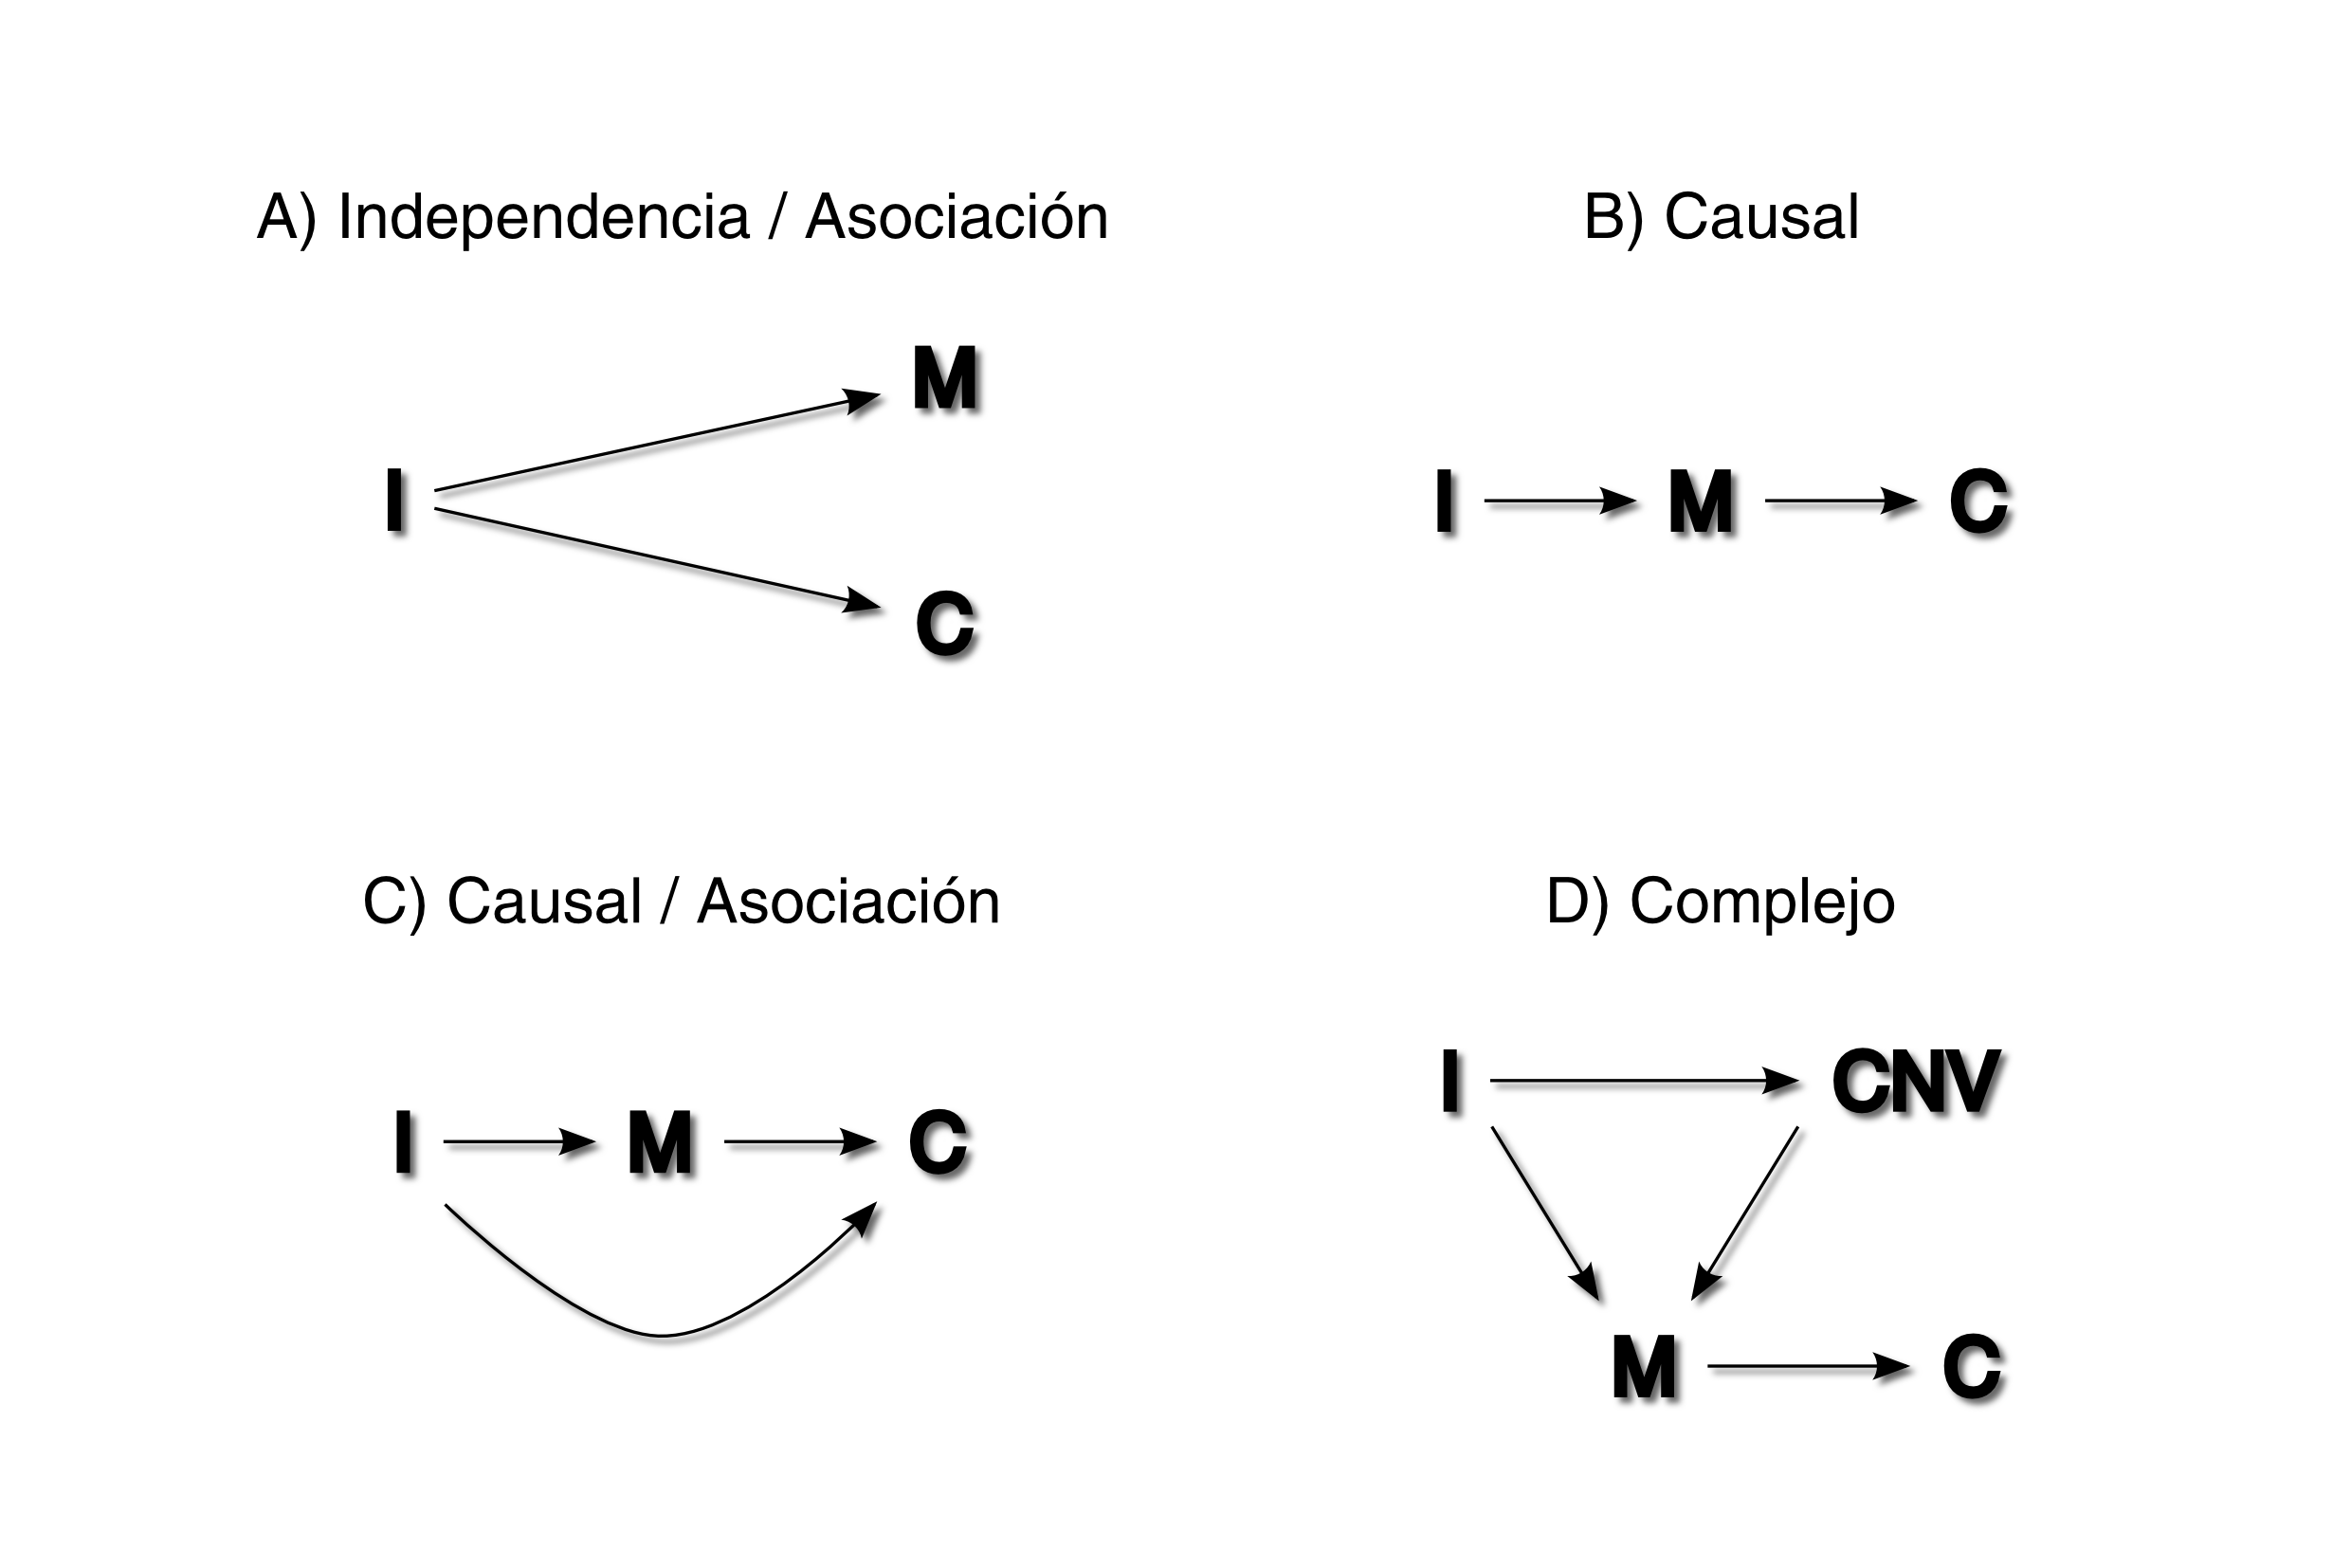 A) Independencia / Asociación
M
I
C
B) Causal
I M C
C) Causal / Asociación
I M C
D) Complejo
I CNV
M C